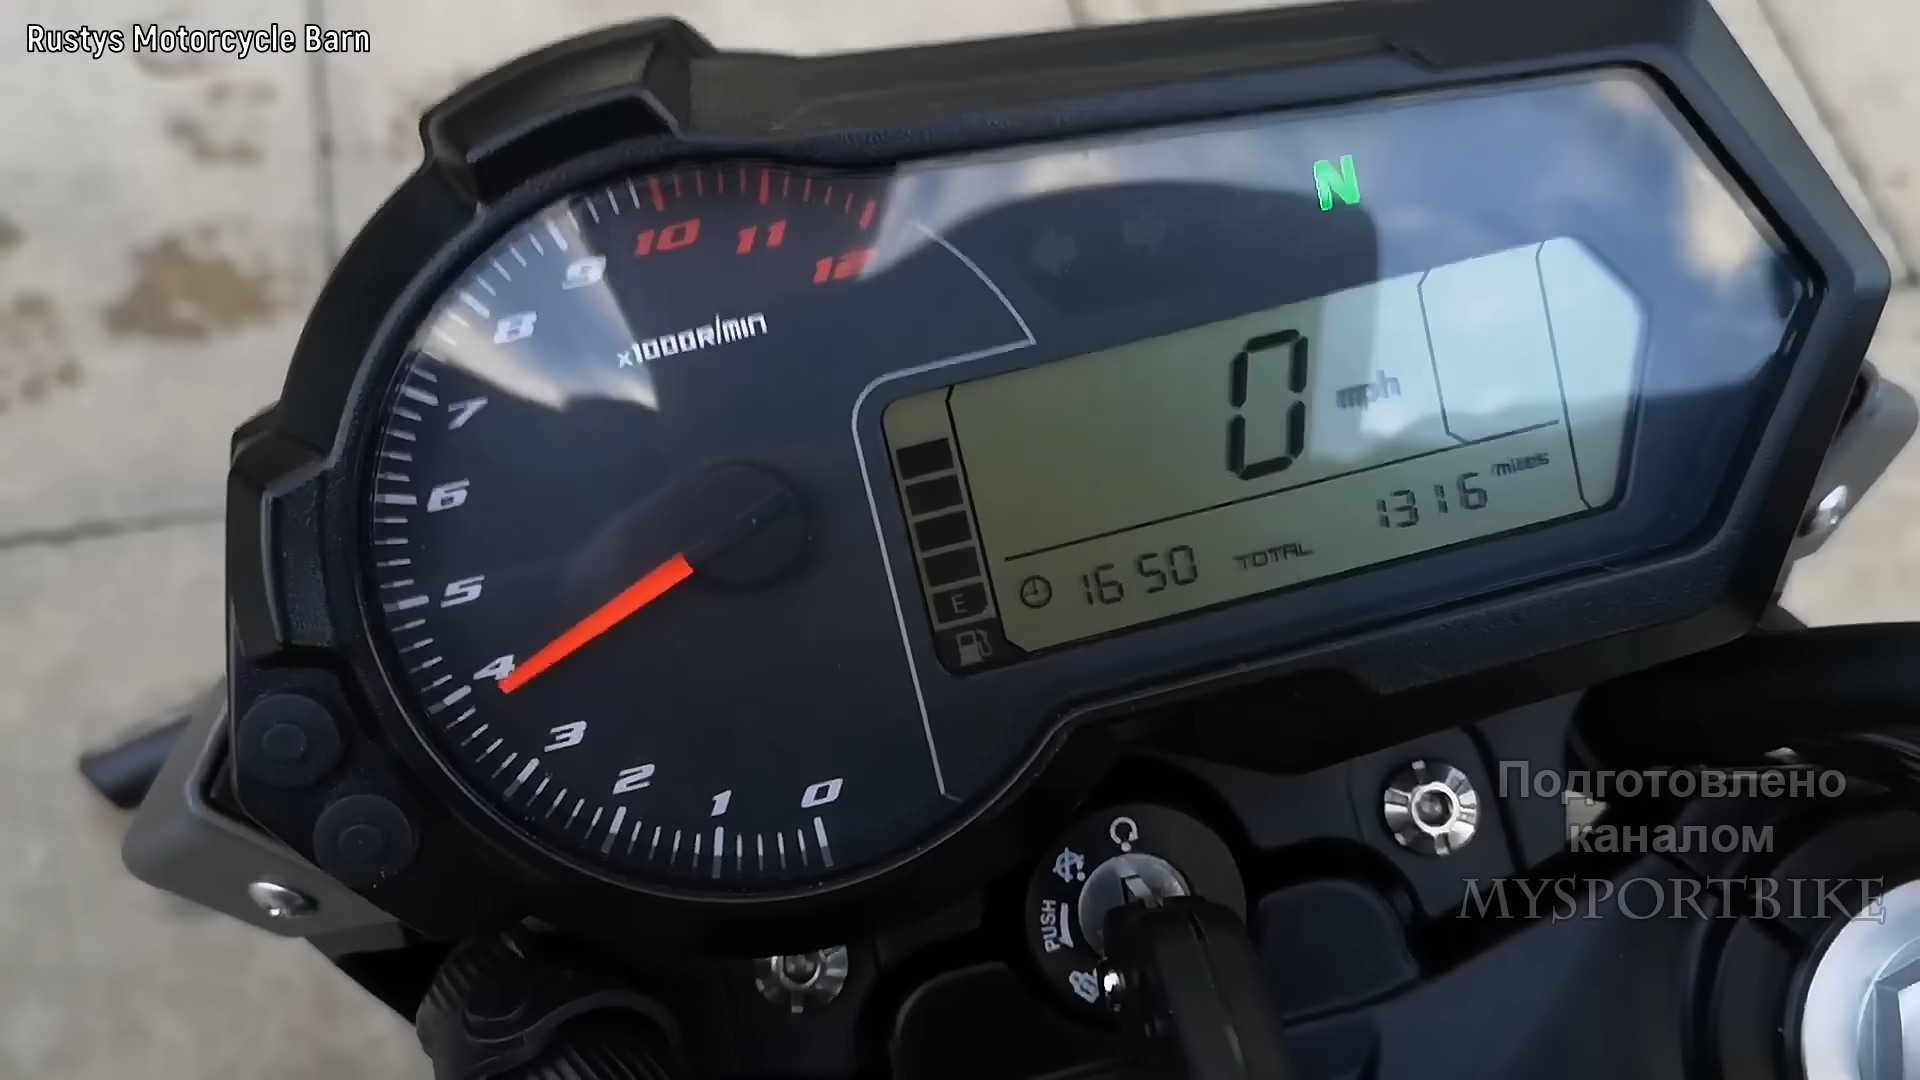 Rustys Motorcycle Barn
N
10 11
12
9
8
x1000R/min
7
0 mph
6
1316 miles
16 50 TOTAL
5
E
4
3
2
1
0
PUSH
Подготовлено
каналом
MYSPORTBIKE